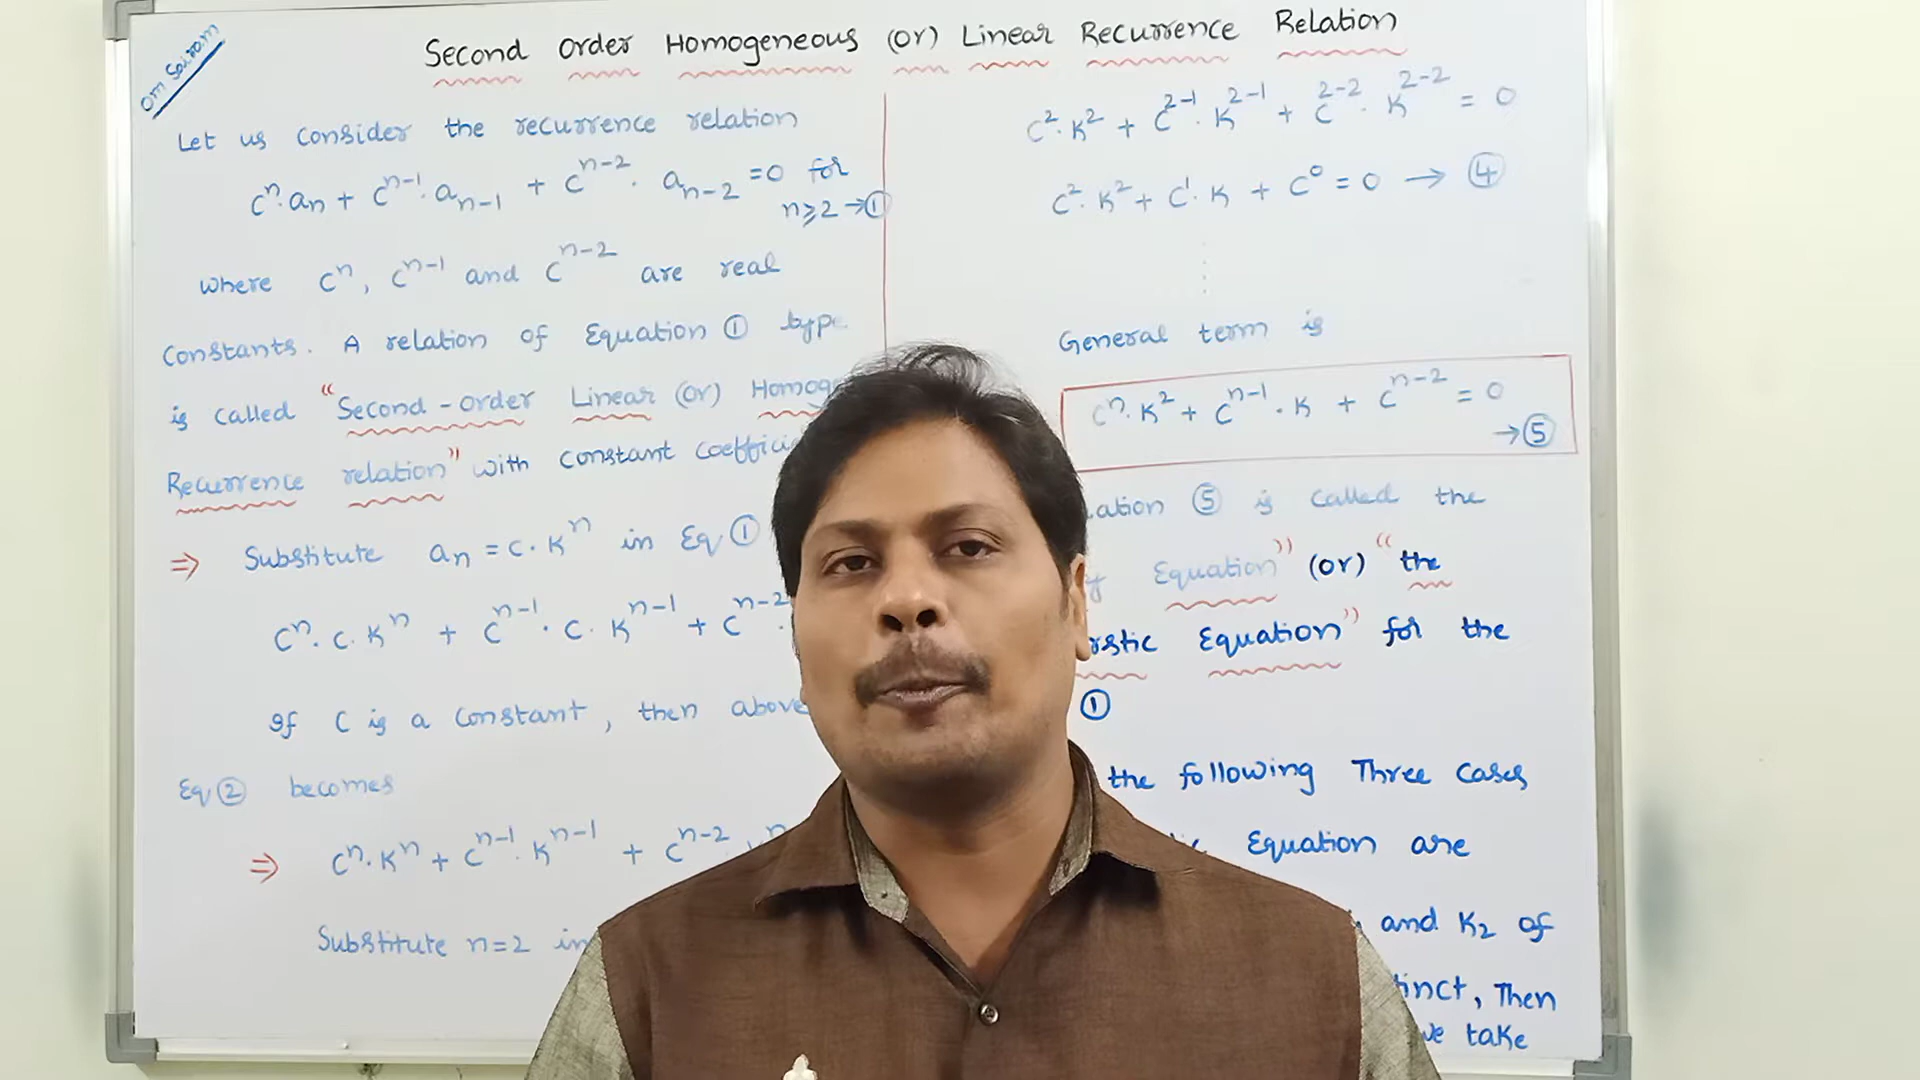 Om Sairam
Second Order Homogeneous (or) Linear Recurrence Relation
Let us consider the recurrence relation
Cⁿ·aₙ + Cⁿ⁻¹·aₙ₋₁ + Cⁿ⁻²·aₙ₋₂ = 0 for
n⩾2 → ①
where Cⁿ, Cⁿ⁻¹ and Cⁿ⁻² are real
Constants. A relation of Equation ① type
is called "Second-order Linear (or) Homog
Recurrence relation" with constant coeffici
⇒ Substitute aₙ = C·Kⁿ in Eq ①
Cⁿ·C·Kⁿ + Cⁿ⁻¹·C·Kⁿ⁻¹ + Cⁿ⁻²·
If C is a Constant, then above
Eq ② becomes
⇒ Cⁿ·Kⁿ + Cⁿ⁻¹·Kⁿ⁻¹ + Cⁿ⁻²
Substitute n=2 in
C²·K² + C²⁻¹·K²⁻¹ + C²⁻²·K²⁻² = 0
C²·K² + C¹·K + C⁰ = 0 → ④
General term is
Cⁿ·K² + Cⁿ⁻¹·K + Cⁿ⁻² = 0
→ ⑤
ation ⑤ is called the
y Equation" (or) "the
rstic Equation" for the
①
the following Three Cases
Equation are
and K₂ of
tinct, Then
we take